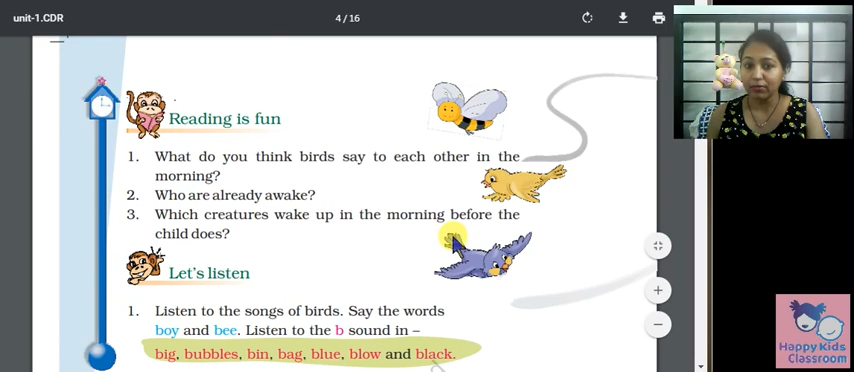 unit-1.CDR
4 / 16
Reading is fun
1. What do you think birds say to each other in the
morning?
2. Who are already awake?
3. Which creatures wake up in the morning before the
child does?
Let's listen
1. Listen to the songs of birds. Say the words
boy and bee. Listen to the b sound in –
big, bubbles, bin, bag, blue, blow and black.
Happy Kids
Classroom